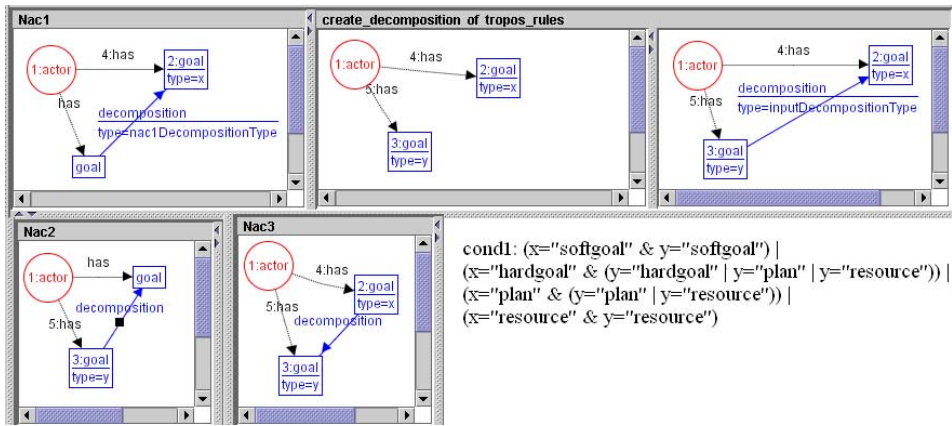 Nac1
create_decomposition of tropos_rules
1:actor
4:has
2:goal
type=x
has
decomposition
type=nac1DecompositionType
goal
1:actor
4:has
2:goal
type=x
5:has
3:goal
type=y
1:actor
4:has
2:goal
type=x
decomposition
type=inputDecompositionType
5:has
3:goal
type=y
Nac2
1:actor
has
goal
decomposition
5:has
3:goal
type=y
Nac3
1:actor
4:has
2:goal
type=x
5:has
decomposition
3:goal
type=y
cond1: (x="softgoal" & y="softgoal") |
(x="hardgoal" & (y="hardgoal" | y="plan" | y="resource")) |
(x="plan" & (y="plan" | y="resource")) |
(x="resource" & y="resource")